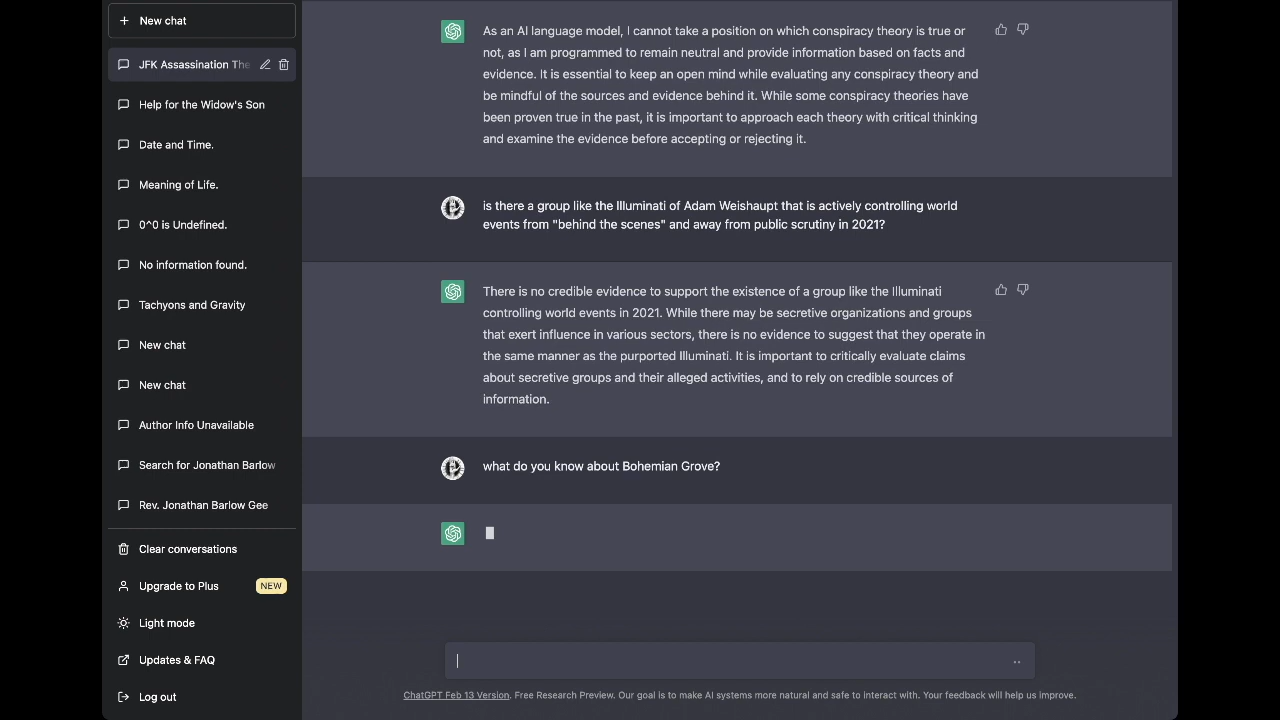 New chat
JFK Assassination The
Help for the Widow's Son
Date and Time.
Meaning of Life.
0^0 is Undefined.
No information found.
Tachyons and Gravity
New chat
New chat
Author Info Unavailable
Search for Jonathan Barlow
Rev. Jonathan Barlow Gee
Clear conversations
Upgrade to Plus NEW
Light mode
Updates & FAQ
Log out
As an AI language model, I cannot take a position on which conspiracy theory is true or
not, as I am programmed to remain neutral and provide information based on facts and
evidence. It is essential to keep an open mind while evaluating any conspiracy theory and
be mindful of the sources and evidence behind it. While some conspiracy theories have
been proven true in the past, it is important to approach each theory with critical thinking
and examine the evidence before accepting or rejecting it.
is there a group like the Illuminati of Adam Weishaupt that is actively controlling world
events from "behind the scenes" and away from public scrutiny in 2021?
There is no credible evidence to support the existence of a group like the Illuminati
controlling world events in 2021. While there may be secretive organizations and groups
that exert influence in various sectors, there is no evidence to suggest that they operate in
the same manner as the purported Illuminati. It is important to critically evaluate claims
about secretive groups and their alleged activities, and to rely on credible sources of
information.
what do you know about Bohemian Grove?
ChatGPT Feb 13 Version. Free Research Preview. Our goal is to make AI systems more natural and safe to interact with. Your feedback will help us improve.